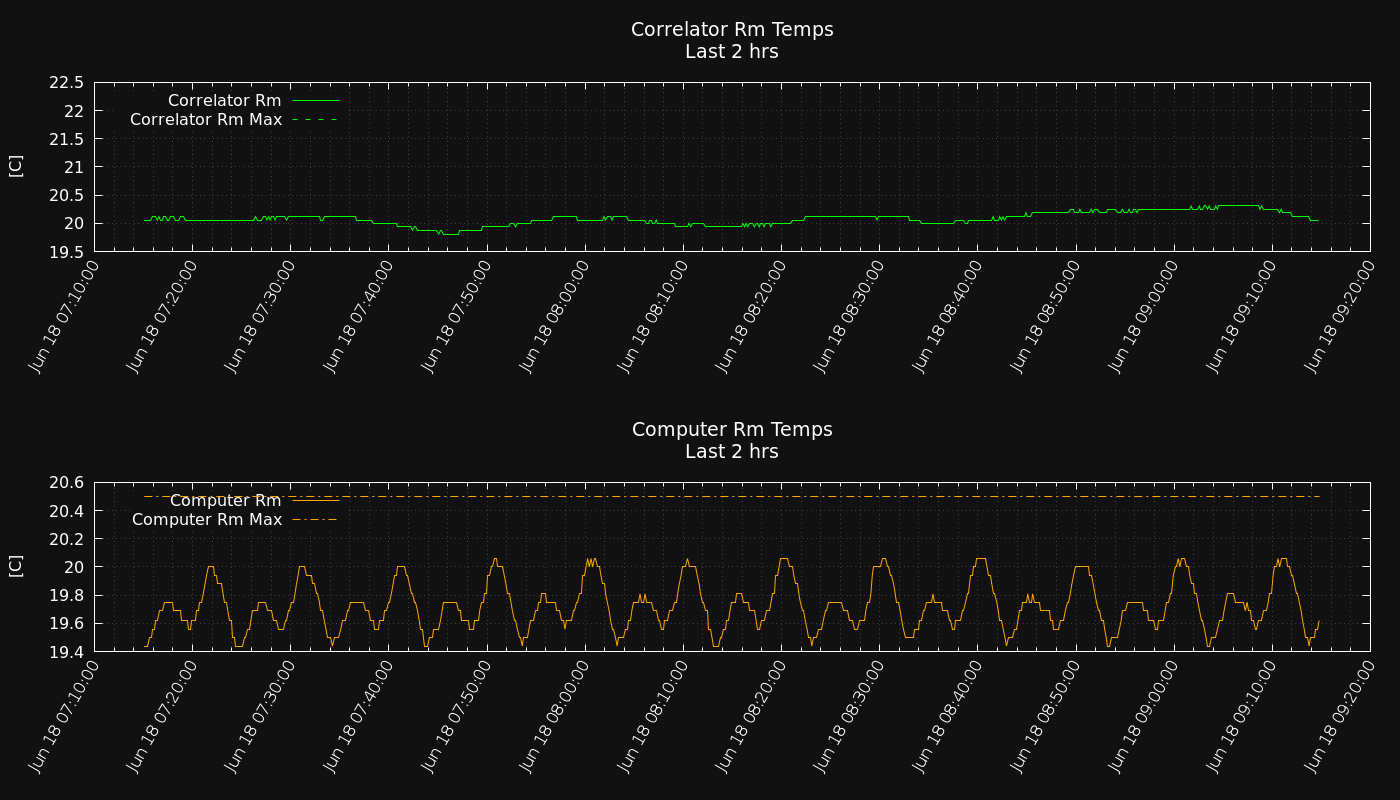 Correlator Rm Temps
Last 2 hrs
22.5
22
21.5
21
20.5
20
19.5
[C]
Correlator Rm
Correlator Rm Max
Jun 18 07:10:00
Jun 18 07:20:00
Jun 18 07:30:00
Jun 18 07:40:00
Jun 18 07:50:00
Jun 18 08:00:00
Jun 18 08:10:00
Jun 18 08:20:00
Jun 18 08:30:00
Jun 18 08:40:00
Jun 18 08:50:00
Jun 18 09:00:00
Jun 18 09:10:00
Jun 18 09:20:00
Computer Rm Temps
Last 2 hrs
20.6
20.4
20.2
20
19.8
19.6
19.4
[C]
Computer Rm
Computer Rm Max
Jun 18 07:10:00
Jun 18 07:20:00
Jun 18 07:30:00
Jun 18 07:40:00
Jun 18 07:50:00
Jun 18 08:00:00
Jun 18 08:10:00
Jun 18 08:20:00
Jun 18 08:30:00
Jun 18 08:40:00
Jun 18 08:50:00
Jun 18 09:00:00
Jun 18 09:10:00
Jun 18 09:20:00